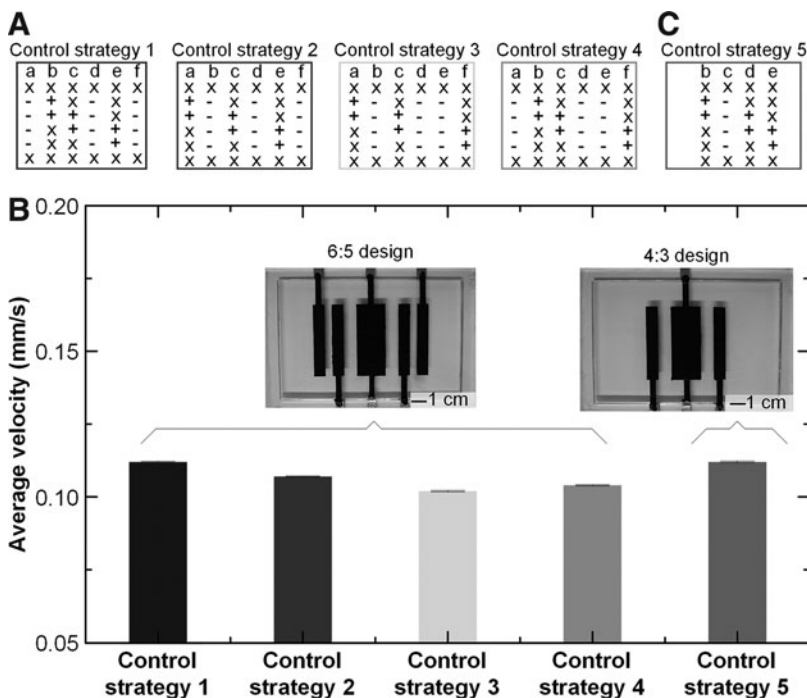 A
Control strategy 1
a b c d e f
x x x x x x
- + x - x -
- + + - x -
- x + - + -
- x x - + -
x x x x x x
Control strategy 2
a b c d e f
x x x x x x
+ - x - x -
+ - + - x -
x - + - + -
x - x - + -
x x x x x x
Control strategy 3
a b c d e f
x x x x x x
+ - x - - x
+ - + - - x
x - + - - +
x - x - - +
x x x x x x
Control strategy 4
a b c d e f
x x x x x x
- + x - - x
- + + - - x
- x + - - +
- x x - - +
x x x x x x
C
Control strategy 5
b c d e
x x x x
+ - x x
+ - + x
x - + +
x - x +
x x x x
B
Average velocity (mm/s)
0.20
0.15
0.10
0.05
6:5 design
1 cm
4:3 design
1 cm
Control
strategy 1
Control
strategy 2
Control
strategy 3
Control
strategy 4
Control
strategy 5